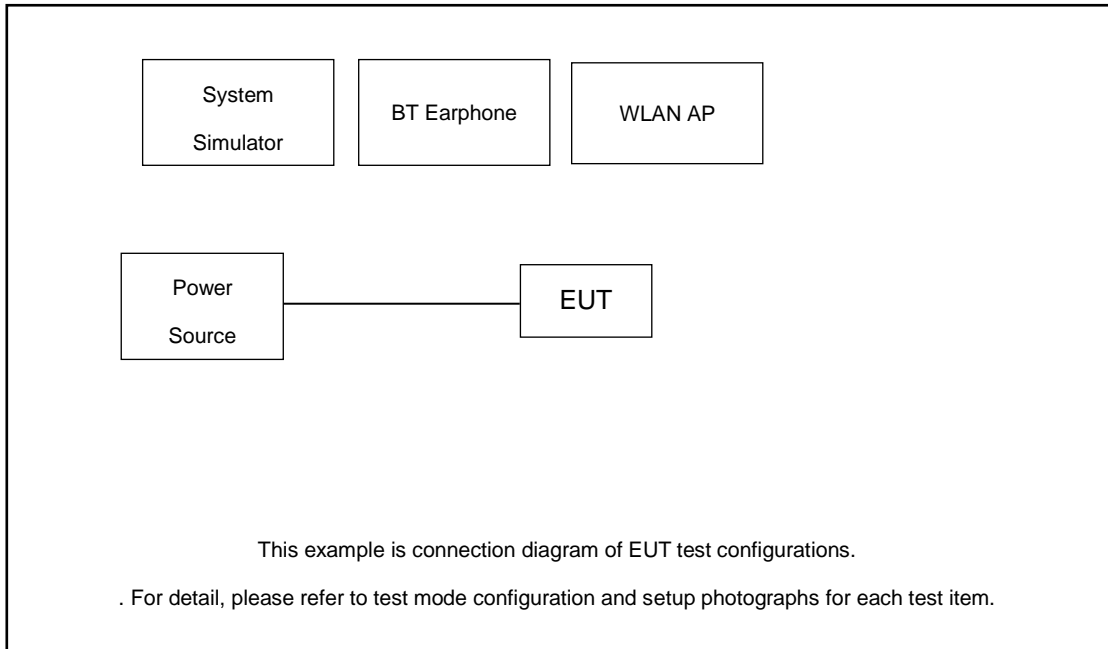 System
Simulator
BT Earphone
WLAN AP
Power
Source
EUT
This example is connection diagram of EUT test configurations.
. For detail, please refer to test mode configuration and setup photographs for each test item.